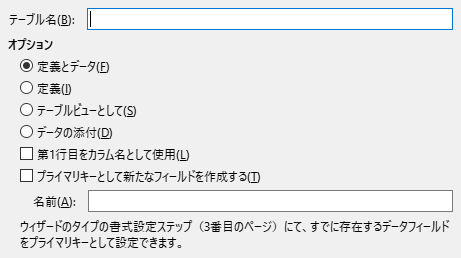 テーブル名(B):
オプション
定義とデータ(F)
定義(I)
テーブルビューとして(S)
データの添付(D)
第1行目をカラム名として使用(L)
プライマリキーとして新たなフィールドを作成する(T)
名前(A):
ウィザードのタイプの書式設定ステップ（3番目のページ）にて、すでに存在するデータフィールド
をプライマリキーとして設定できます。